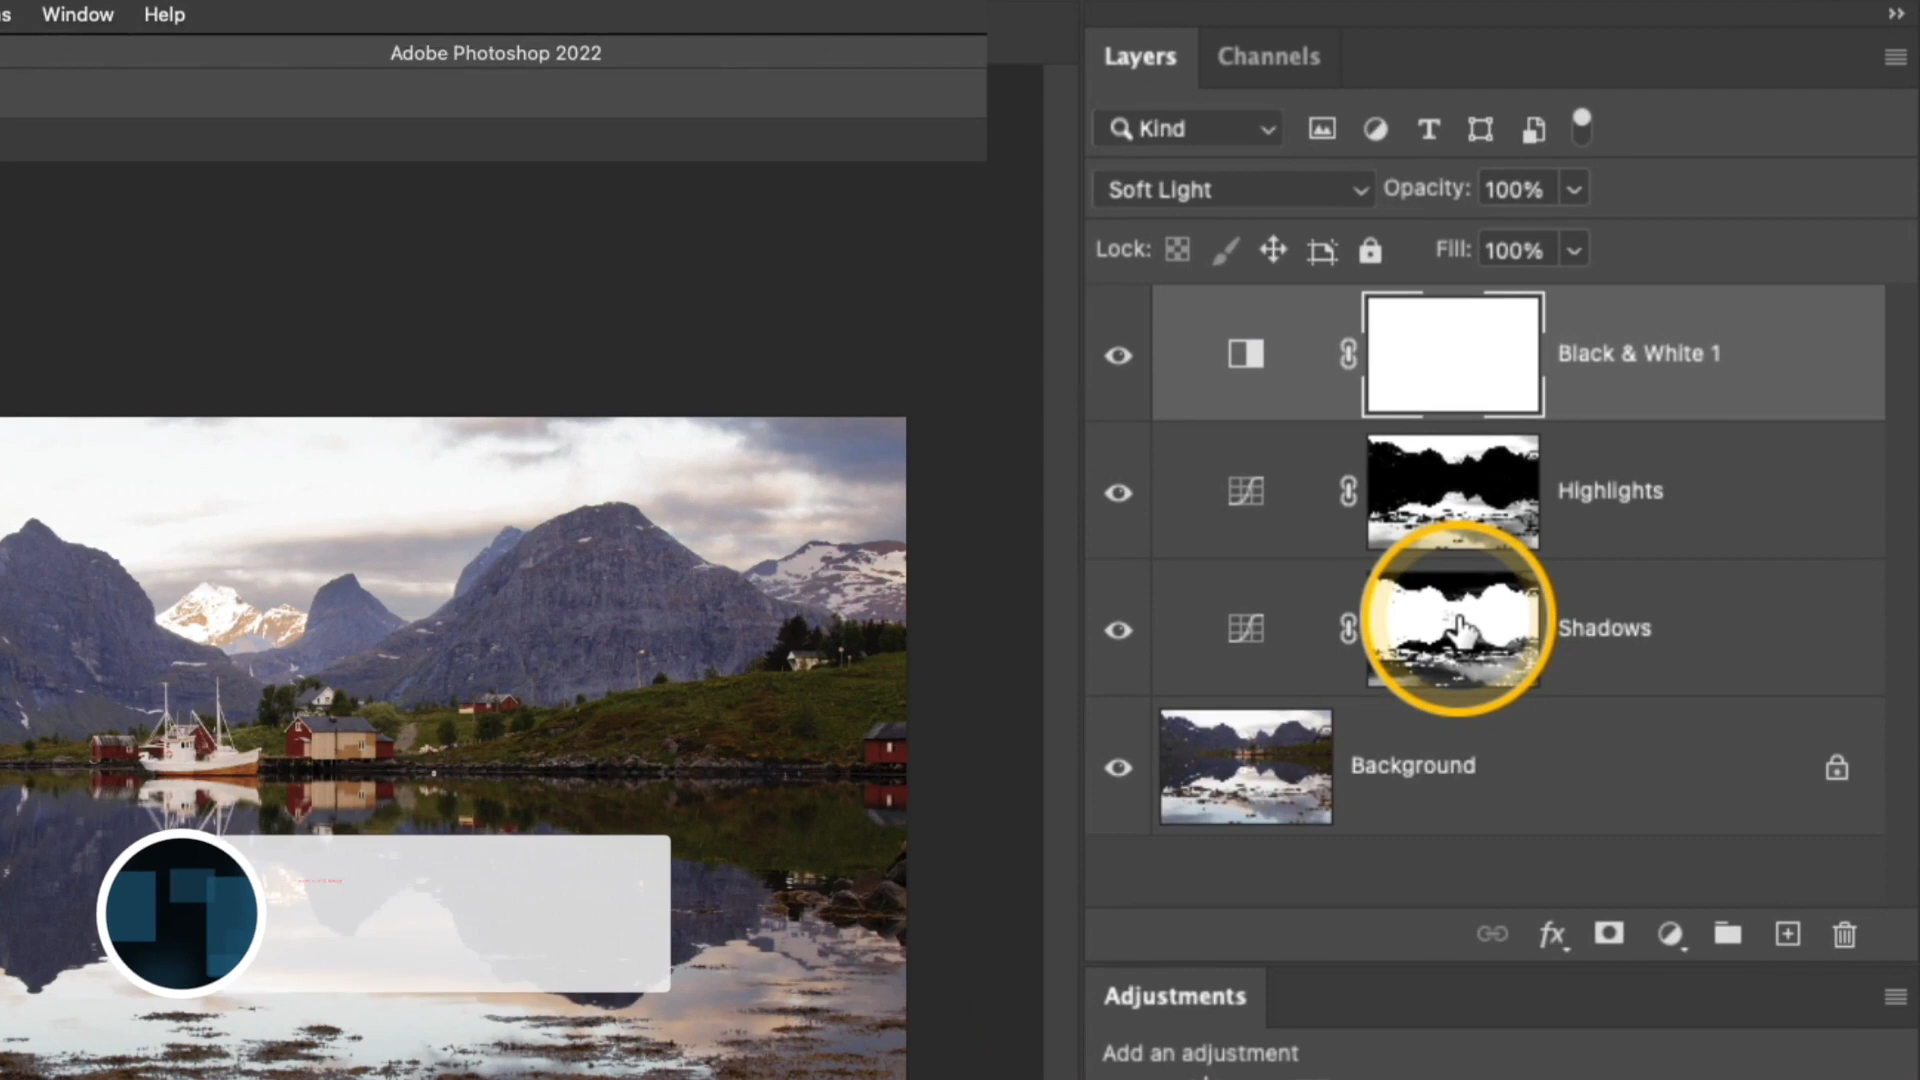 Window Help
Adobe Photoshop 2022
Layers Channels
Kind
Soft Light Opacity: 100%
Lock: Fill: 100%
Black & White 1
Highlights
Shadows
Background
fx
Adjustments
Add an adjustment